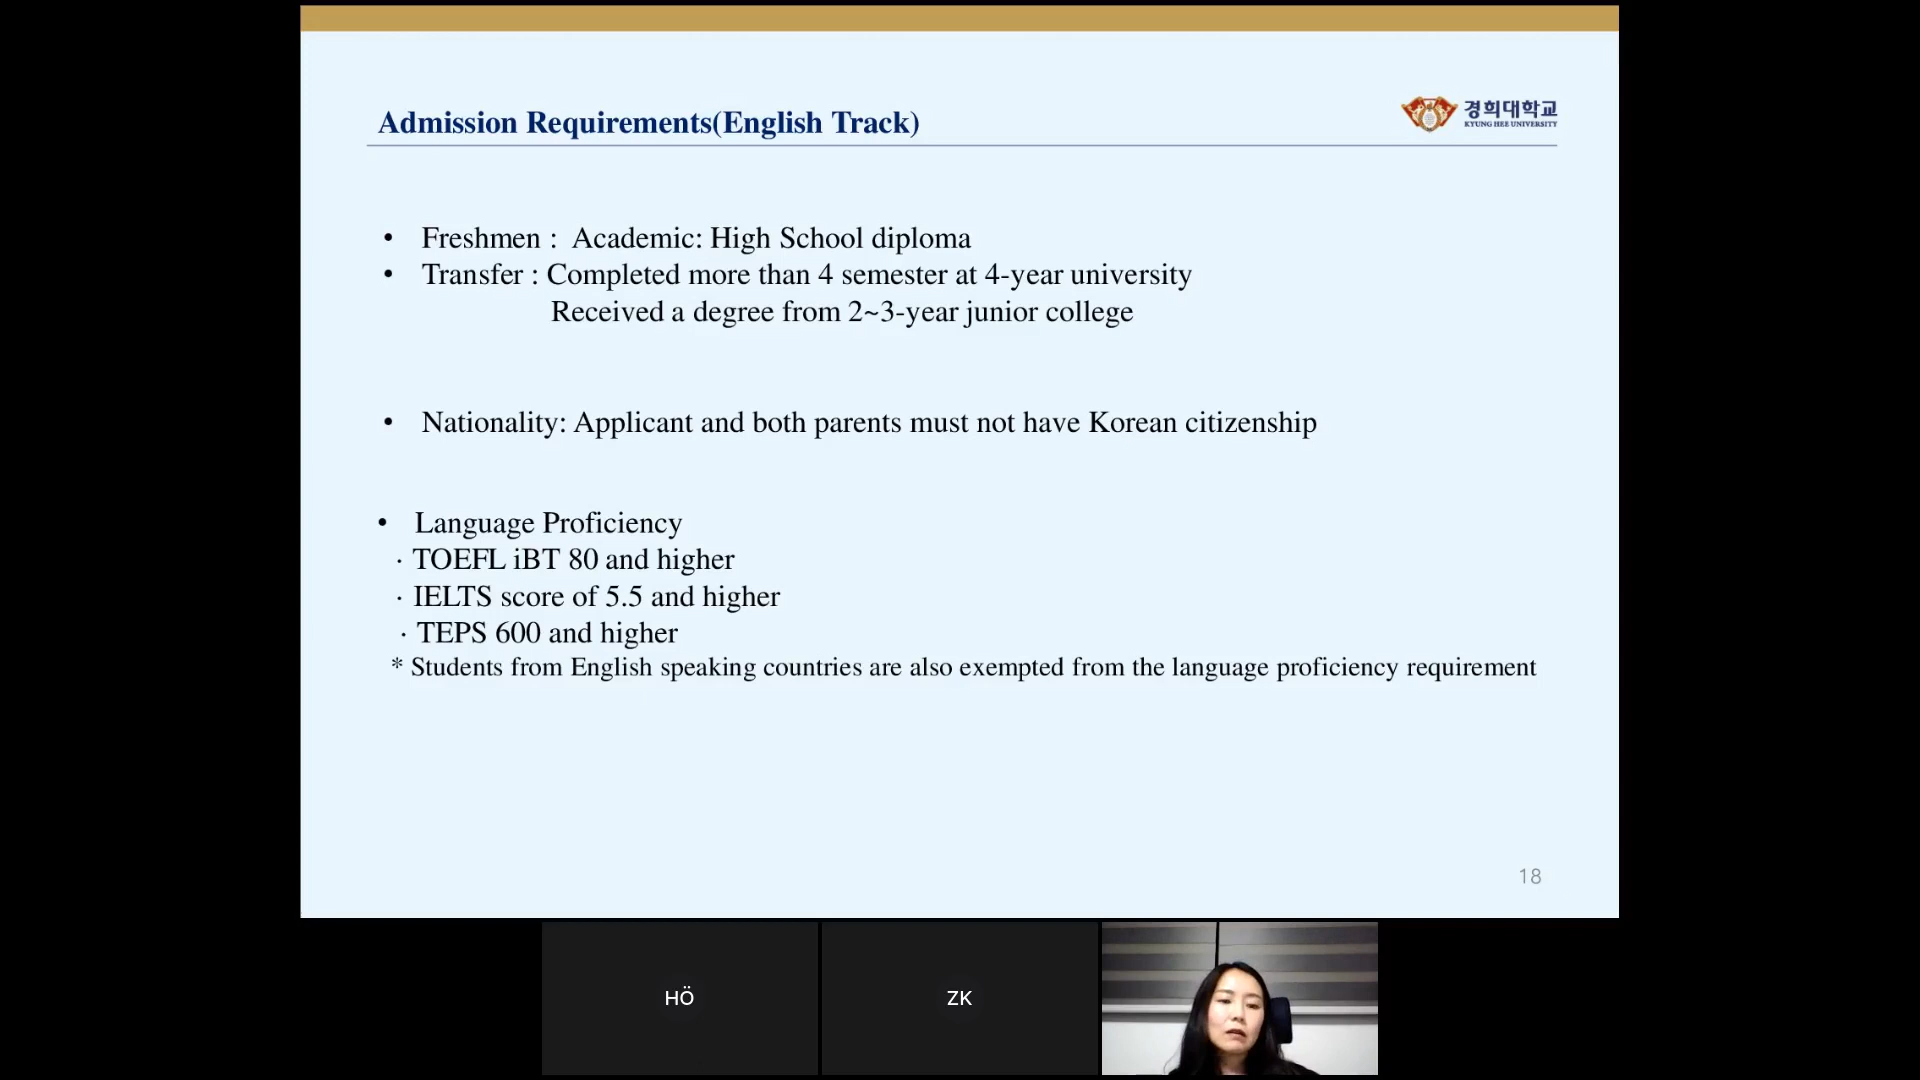 Admission Requirements(English Track)
경희대학교
KYUNG HEE UNIVERSITY
• Freshmen : Academic: High School diploma
• Transfer : Completed more than 4 semester at 4-year university
Received a degree from 2~3-year junior college
• Nationality: Applicant and both parents must not have Korean citizenship
• Language Proficiency
· TOEFL iBT 80 and higher
· IELTS score of 5.5 and higher
· TEPS 600 and higher
* Students from English speaking countries are also exempted from the language proficiency requirement
18
HÖ
ZK